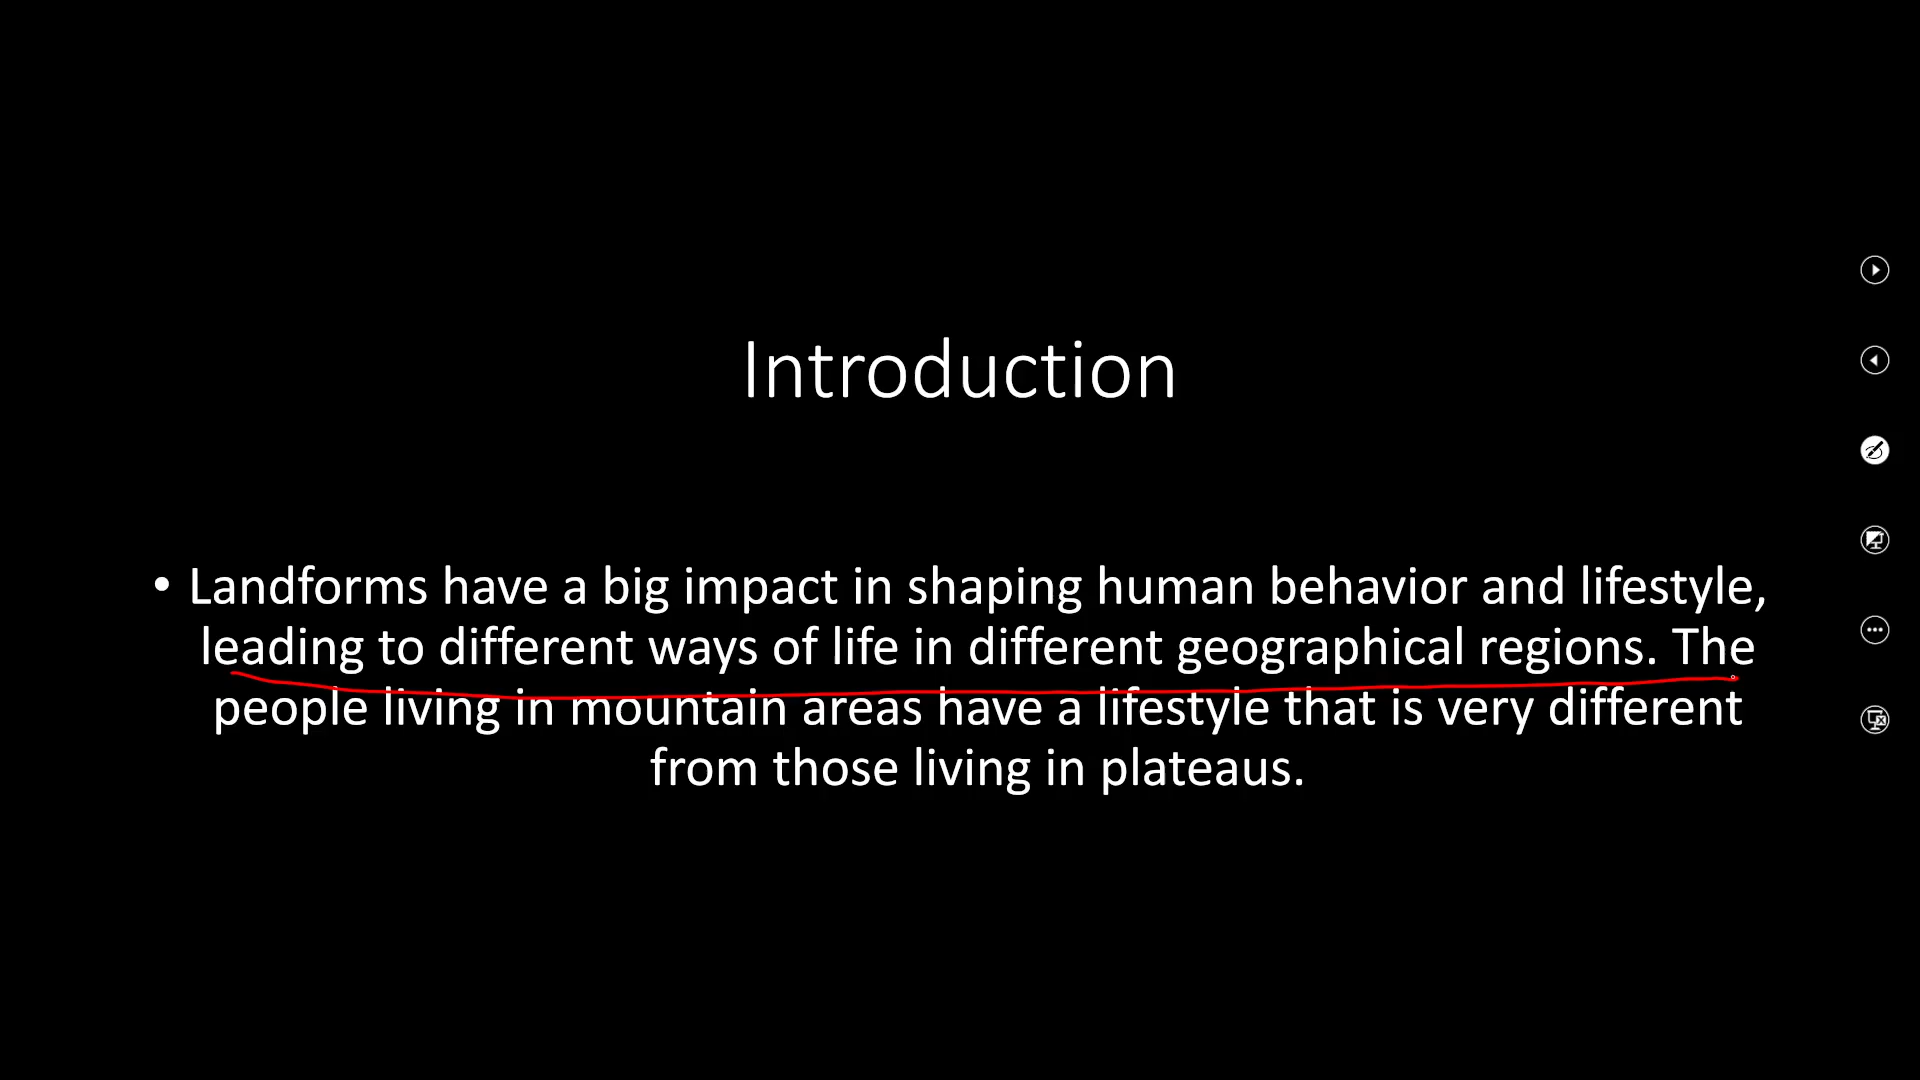 Introduction
• Landforms have a big impact in shaping human behavior and lifestyle,
leading to different ways of life in different geographical regions. The
people living in mountain areas have a lifestyle that is very different
from those living in plateaus.